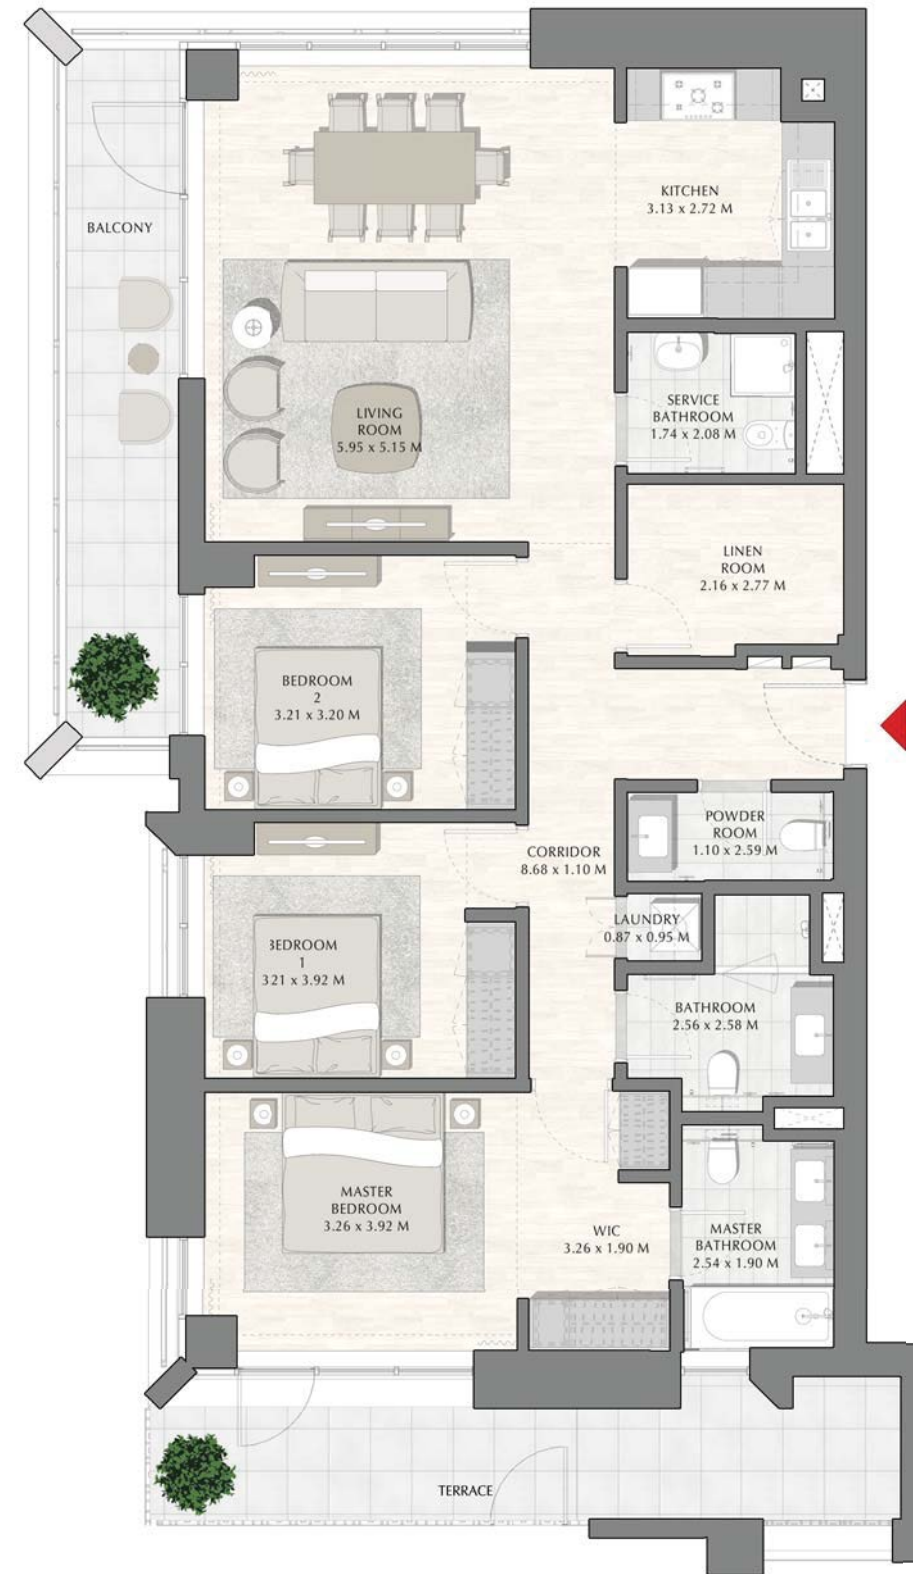 KITCHEN
3.13 x 2.72 M
BALCONY
SERVICE
BATHROOM
1.74 x 2.08 M
LIVING
ROOM
5.95 x 5.15 M
LINEN
ROOM
2.16 x 2.77 M
BEDROOM
2
3.21 x 3.20 M
POWDER
ROOM
1.10 x 2.59 M
CORRIDOR
8.68 x 1.10 M
LAUNDRY
0.87 x 0.95 M
BEDROOM
1
3.21 x 3.92 M
BATHROOM
2.56 x 2.58 M
MASTER
BEDROOM
3.26 x 3.92 M
WIC
3.26 x 1.90 M
MASTER
BATHROOM
2.54 x 1.90 M
TERRACE